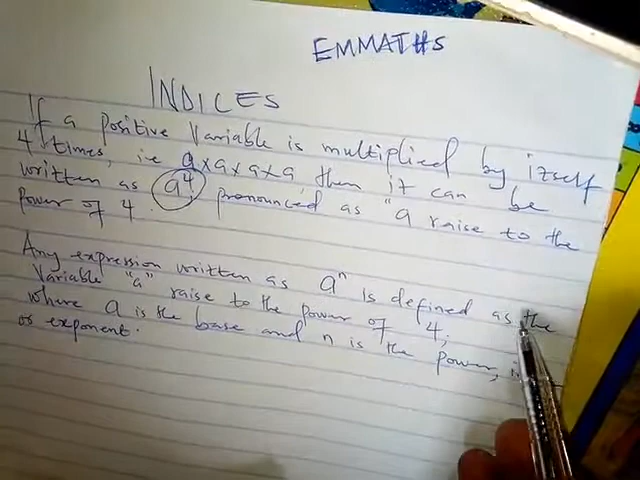 EMMATHS
INDICES
If a positive Variable is multiplied by itself
4 times, ie a x a x a x a, then it can be
written as a⁴ pronounced as "a raise to the
Power of 4.
Any expression written as aⁿ is defined as the
Variable "a" raise to the power of 4;
where a is the base and n is the power,
or exponent.